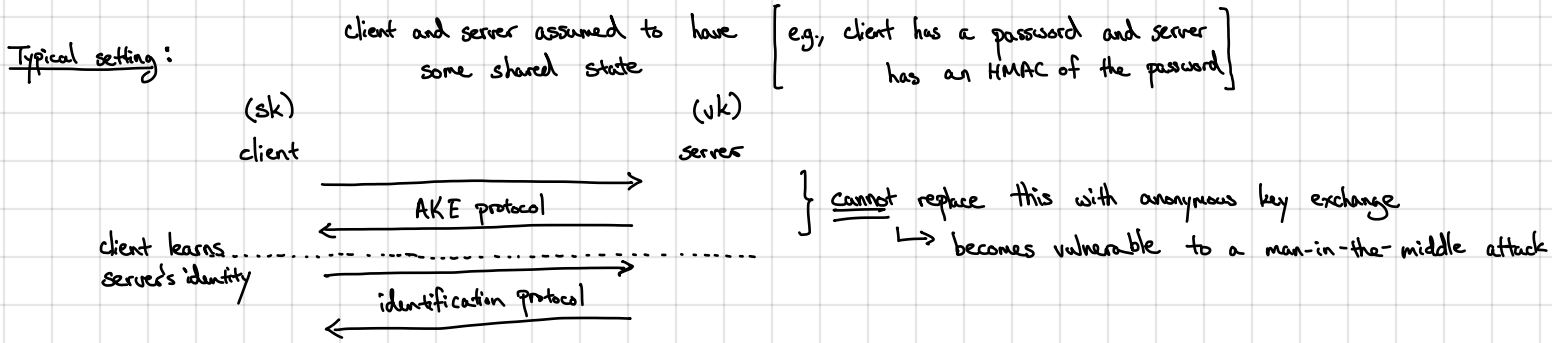 Typical setting:
client and server assumed to have
some shared state
[e.g., client has a password and server
has an HMAC of the password]
(sk)
(vk)
client
server
AKE protocol
cannot replace this with anonymous key exchange
↳ becomes vulnerable to a man-in-the-middle attack
client learns
server's identity
identification protocol